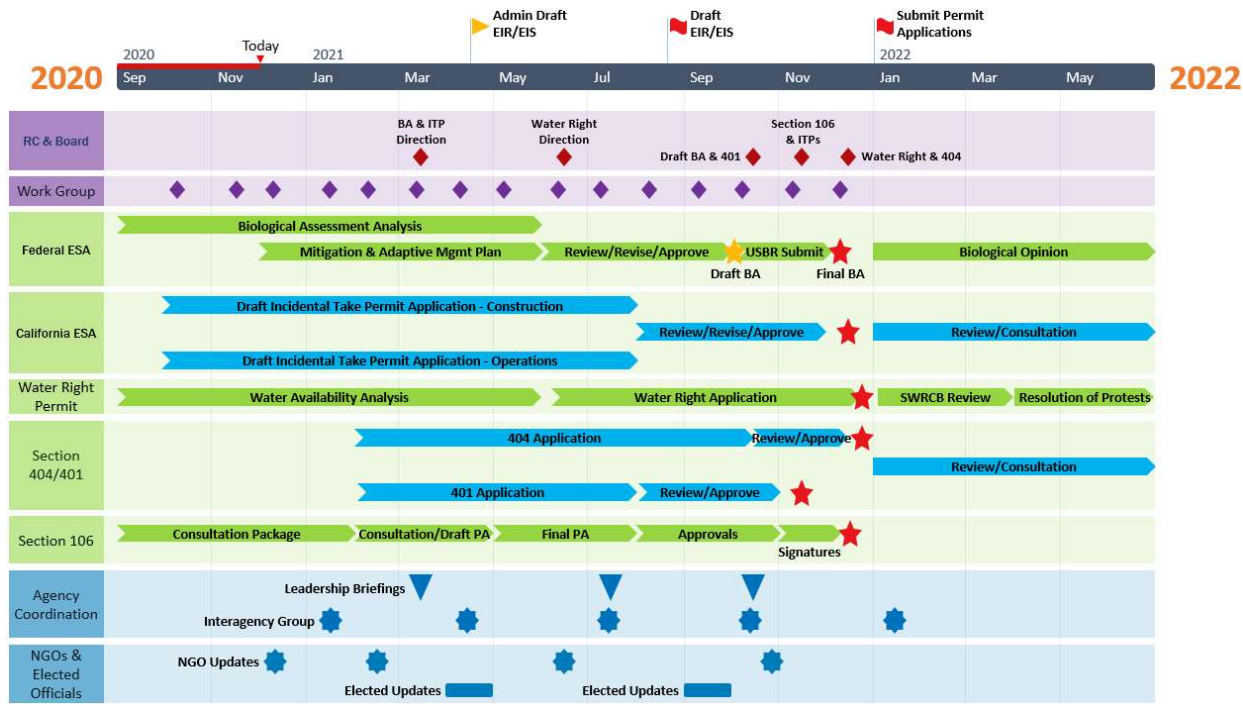 Admin Draft
EIR/EIS
Draft
EIR/EIS
Submit Permit
Applications
Today
2020
2021
2022
2020
Sep
Nov
Jan
Mar
May
Jul
Sep
Nov
Jan
Mar
May
2022
RC & Board
BA & ITP
Direction
Water Right
Direction
Draft BA & 401
Section 106
& ITPs
Water Right & 404
Work Group
Federal ESA
Biological Assessment Analysis
Mitigation & Adaptive Mgmt Plan
Review/Revise/Approve
USBR Submit
Biological Opinion
Draft BA
Final BA
California ESA
Draft Incidental Take Permit Application - Construction
Review/Revise/Approve
Review/Consultation
Draft Incidental Take Permit Application - Operations
Water Right
Permit
Water Availability Analysis
Water Right Application
SWRCB Review
Resolution of Protests
Section
404/401
404 Application
Review/Approve
Review/Consultation
401 Application
Review/Approve
Section 106
Consultation Package
Consultation/Draft PA
Final PA
Approvals
Signatures
Agency
Coordination
Leadership Briefings
Interagency Group
NGOs &
Elected
Officials
NGO Updates
Elected Updates
Elected Updates